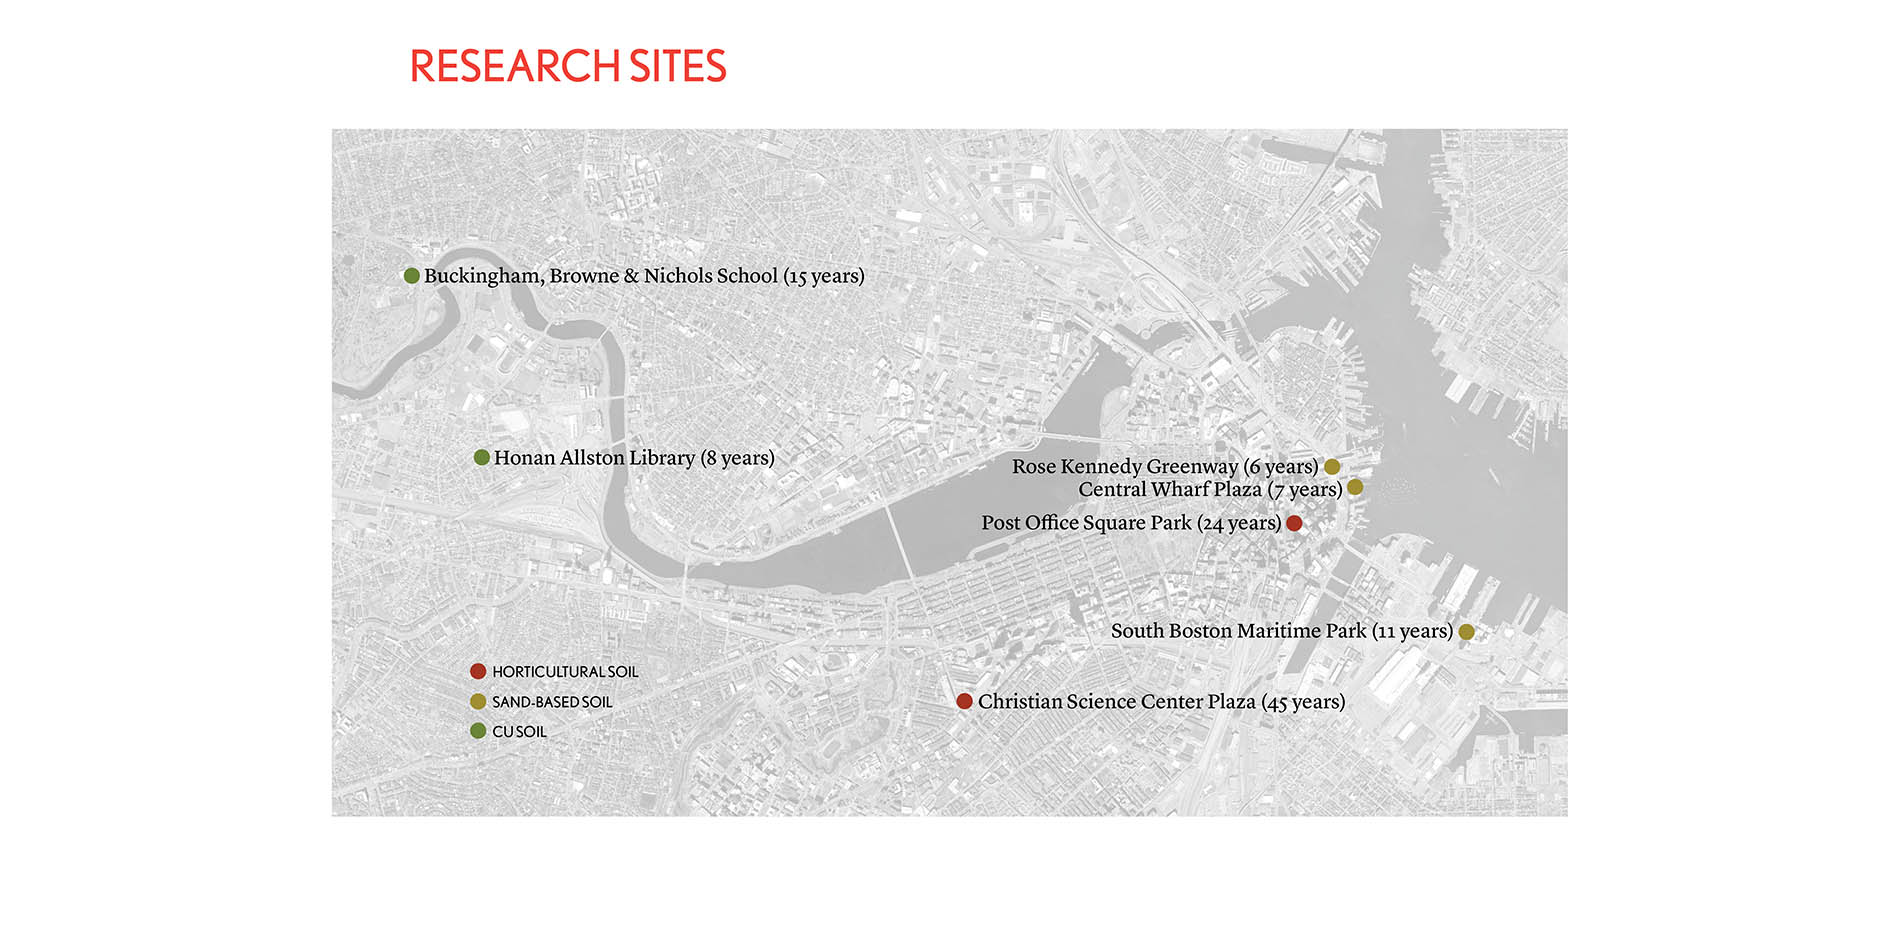 RESEARCH SITES
Buckingham, Browne & Nichols School (15 years)
Honan Allston Library (8 years)
Rose Kennedy Greenway (6 years)
Central Wharf Plaza (7 years)
Post Office Square Park (24 years)
South Boston Maritime Park (11 years)
Christian Science Center Plaza (45 years)
HORTICULTURAL SOIL
SAND-BASED SOIL
CU SOIL